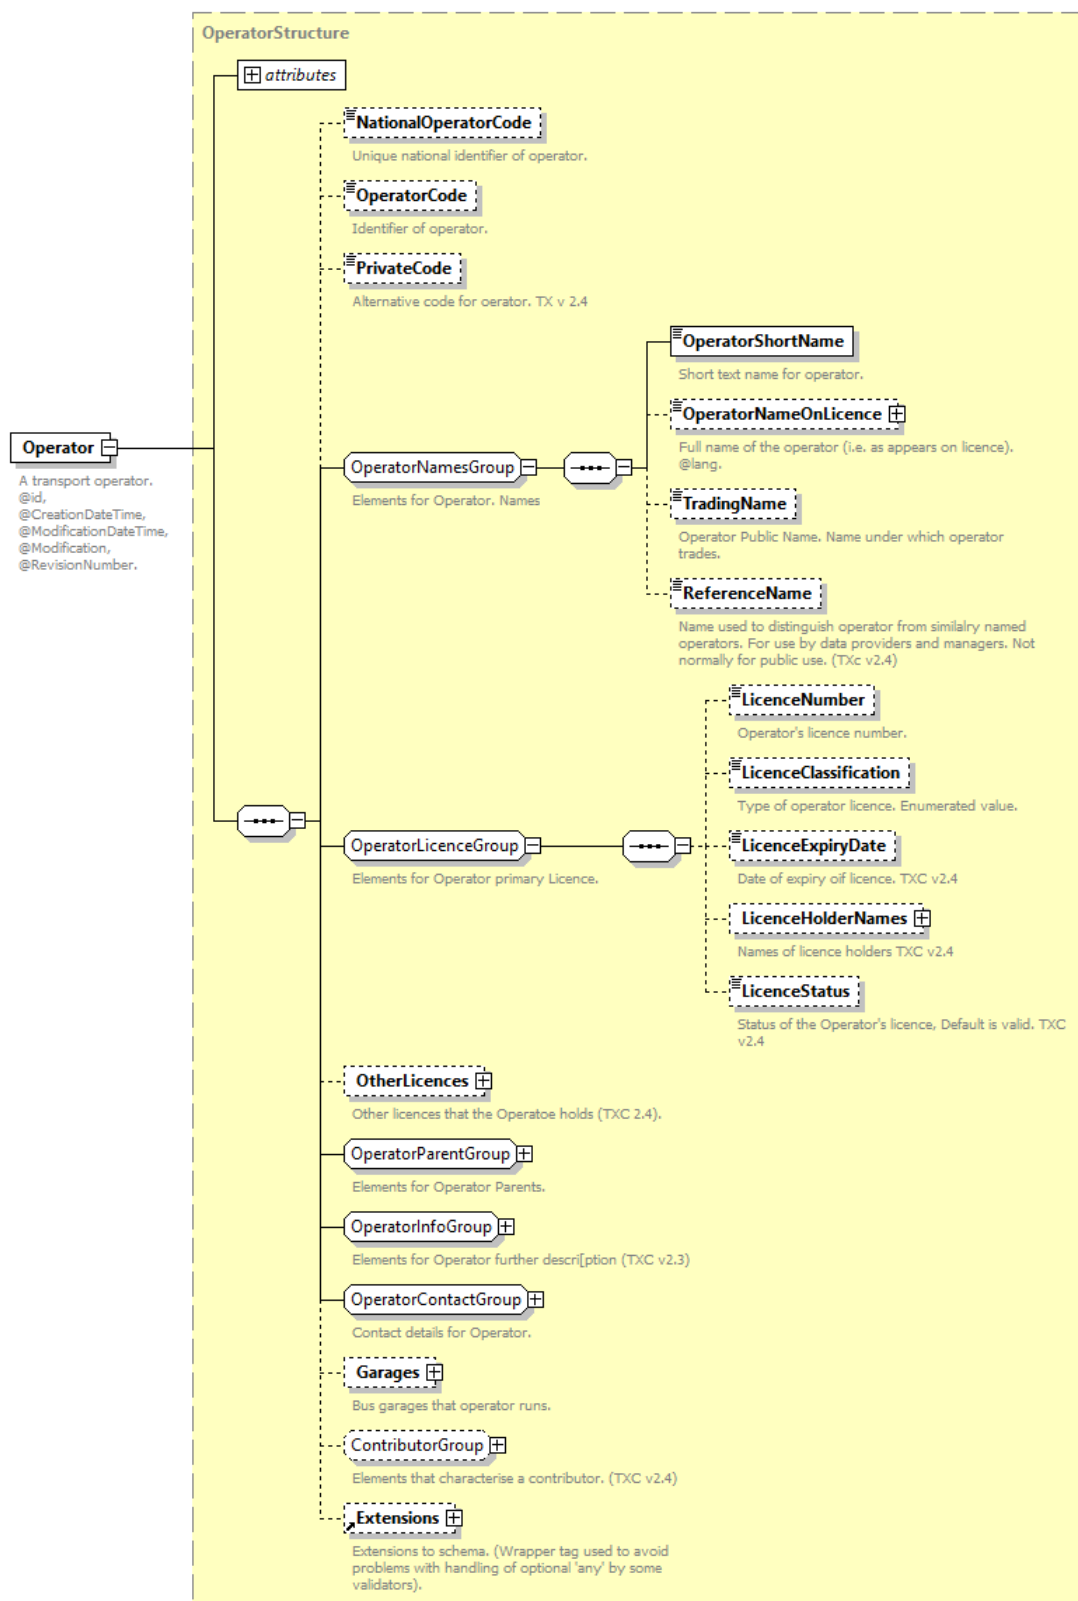 OperatorStructure
attributes
NationalOperatorCode
Unique national identifier of operator.
OperatorCode
Identifier of operator.
PrivateCode
Alternative code for oerator. TX v 2.4
OperatorShortName
Short text name for operator.
OperatorNameOnLicence
Full name of the operator (i.e. as appears on licence).
@lang.
Operator
A transport operator.
@id,
@CreationDateTime,
@ModificationDateTime,
@Modification,
@RevisionNumber.
OperatorNamesGroup
Elements for Operator. Names
TradingName
Operator Public Name. Name under which operator
trades.
ReferenceName
Name used to distinguish operator from similalry named
operators. For use by data providers and managers. Not
normally for public use. (TXc v2.4)
LicenceNumber
Operator's licence number.
LicenceClassification
Type of operator licence. Enumerated value.
OperatorLicenceGroup
Elements for Operator primary Licence.
LicenceExpiryDate
Date of expiry oif licence. TXC v2.4
LicenceHolderNames
Names of licence holders TXC v2.4
LicenceStatus
Status of the Operator's licence, Default is valid. TXC
v2.4
OtherLicences
Other licences that the Operatoe holds (TXC 2.4).
OperatorParentGroup
Elements for Operator Parents.
OperatorInfoGroup
Elements for Operator further descri[ption (TXC v2.3)
OperatorContactGroup
Contact details for Operator.
Garages
Bus garages that operator runs.
ContributorGroup
Elements that characterise a contributor. (TXC v2.4)
Extensions
Extensions to schema. (Wrapper tag used to avoid
problems with handling of optional 'any' by some
validators).